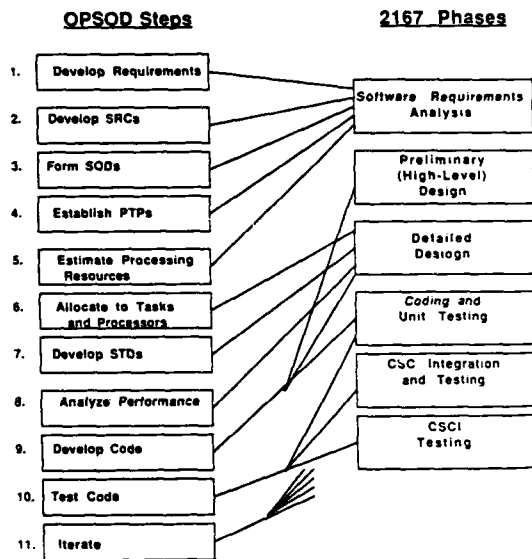 OPSOD Steps
2167 Phases
1. Develop Requirements
2. Develop SRCs
3. Form SODs
4. Establish PTPs
5. Estimate Processing
Resources
6. Allocate to Tasks
and Processors
7. Develop STDs
8. Analyze Performance
9. Develop Code
10. Test Code
11. Iterate
Software Requirements
Analysis
Preliminary
(High-Level)
Design
Detailed
Desiogn
Coding and
Unit Testing
CSC Integration
and Testing
CSCI
Testing